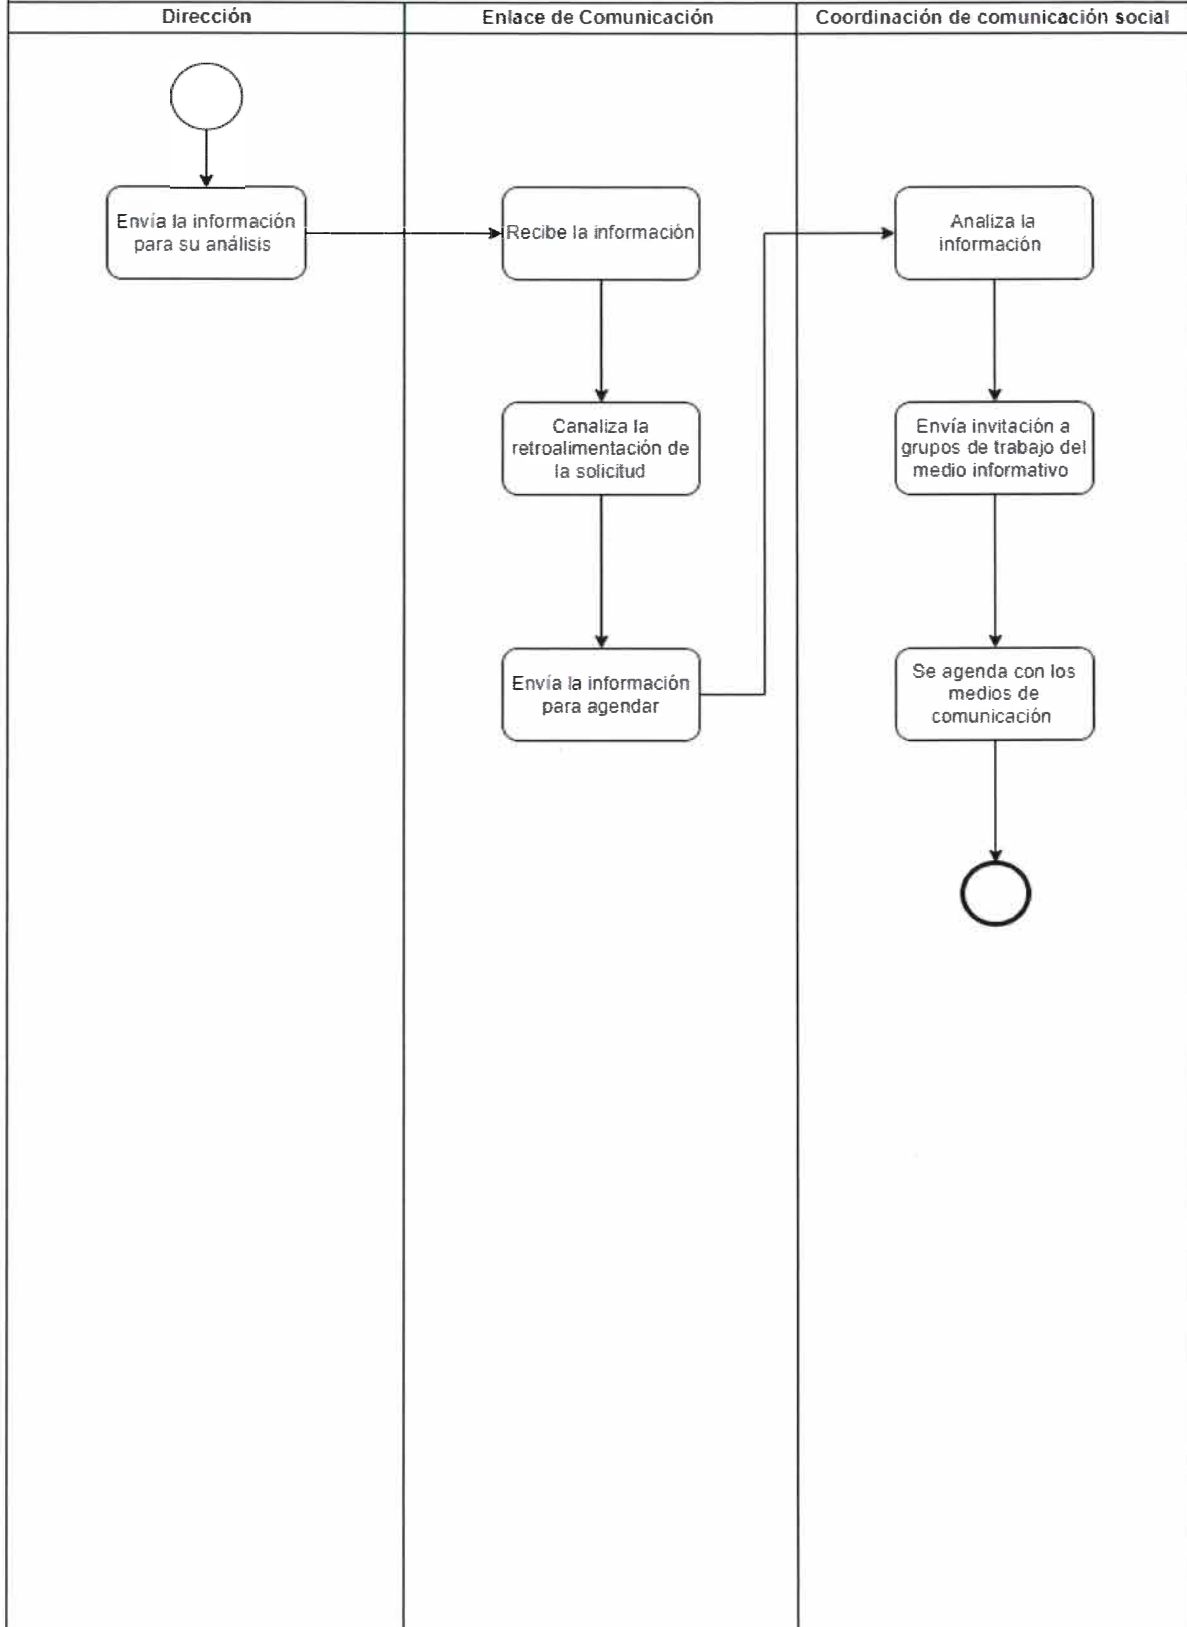 Dirección
Enlace de Comunicación
Coordinación de comunicación social
Envía la información
para su análisis
Recibe la información
Canaliza la
retroalimentación de
la solicitud
Envía la información
para agendar
Analiza la
información
Envía invitación a
grupos de trabajo del
medio informativo
Se agenda con los
medios de
comunicación